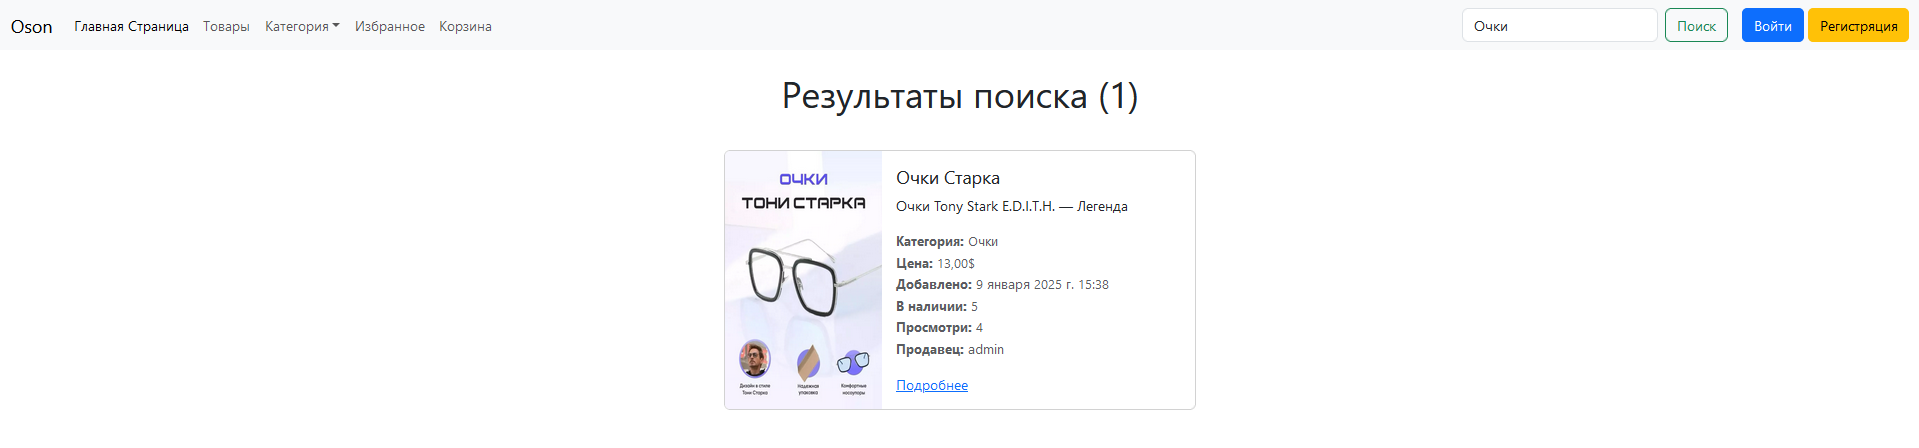 Oson Главная Страница Товары Категория Избранное Корзина Очки Поиск Войти Регистряция
Результаты поиска (1)
ОЧКИ
ТОНИ СТАРКА
Дизайн в стиле
Тони Старка
Надежная
упаковка
Комфортные
носоупоры
Очки Старка
Очки Tony Stark E.D.I.T.H. — Легенда
Категория: Очки
Цена: 13,00$
Добавлено: 9 января 2025 г. 15:38
В наличии: 5
Просмотри: 4
Продавец: admin
Подробнее